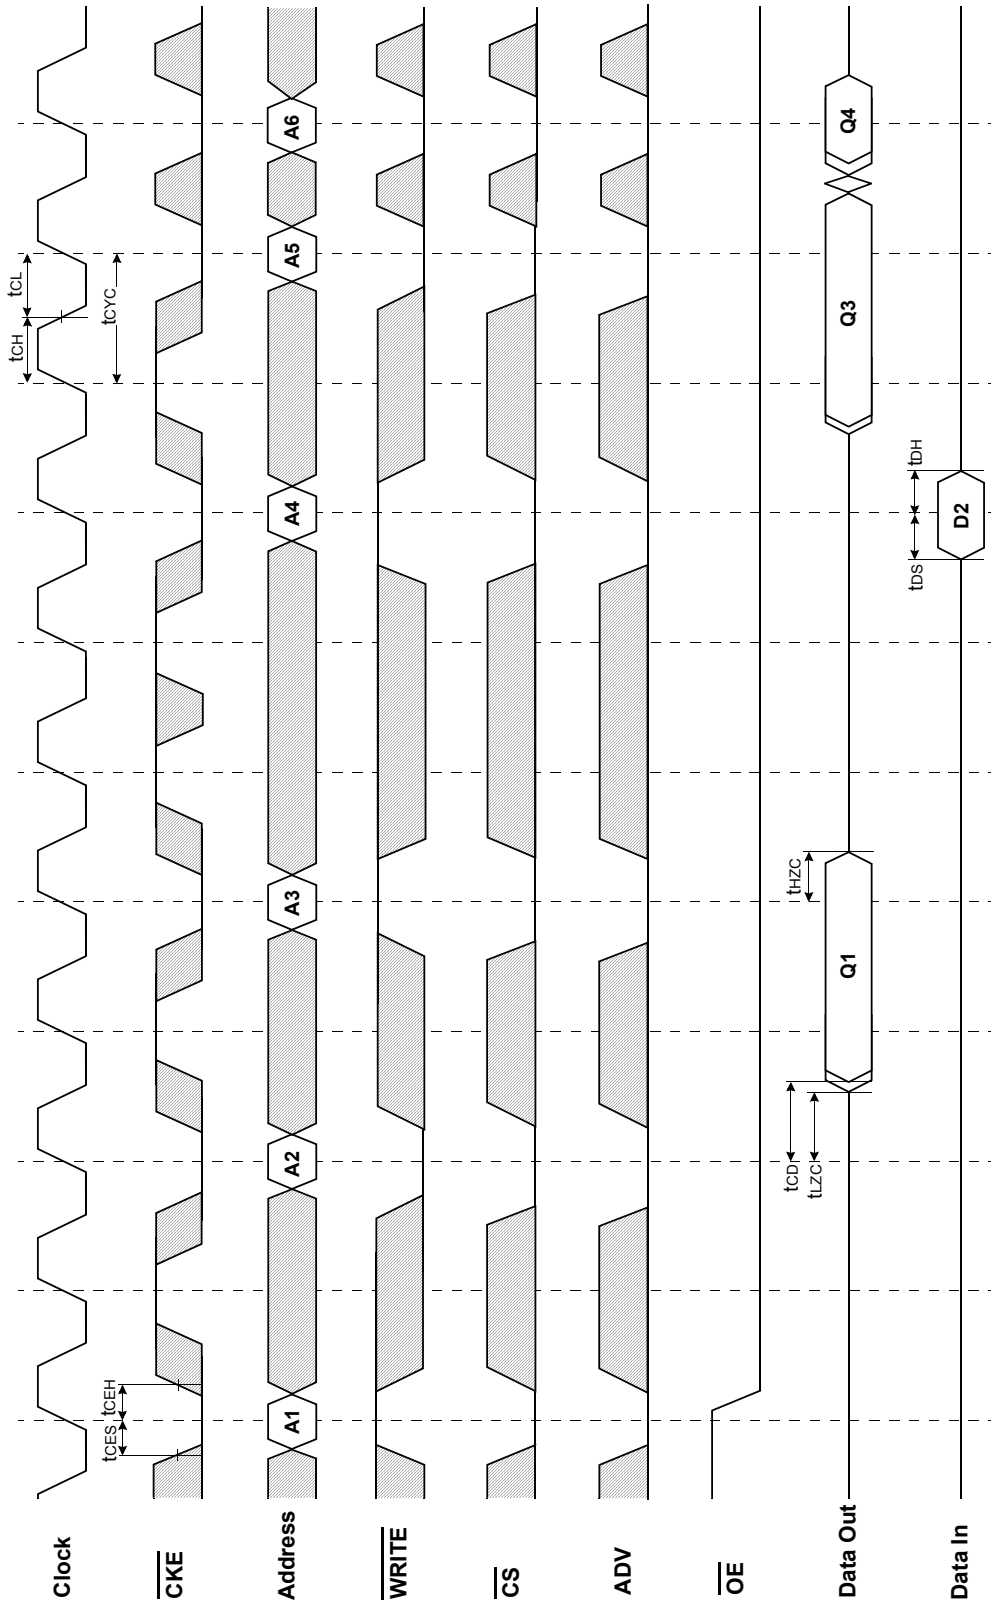 Clock
tCH
tCL
tCYC
CKE
tCES
tCEH
Address
A1
A2
A3
A4
A5
A6
WRITE
CS
ADV
OE
Data Out
tCD
tLZC
Q1
tHZC
Q3
Q4
Data In
tDS
tDH
D2